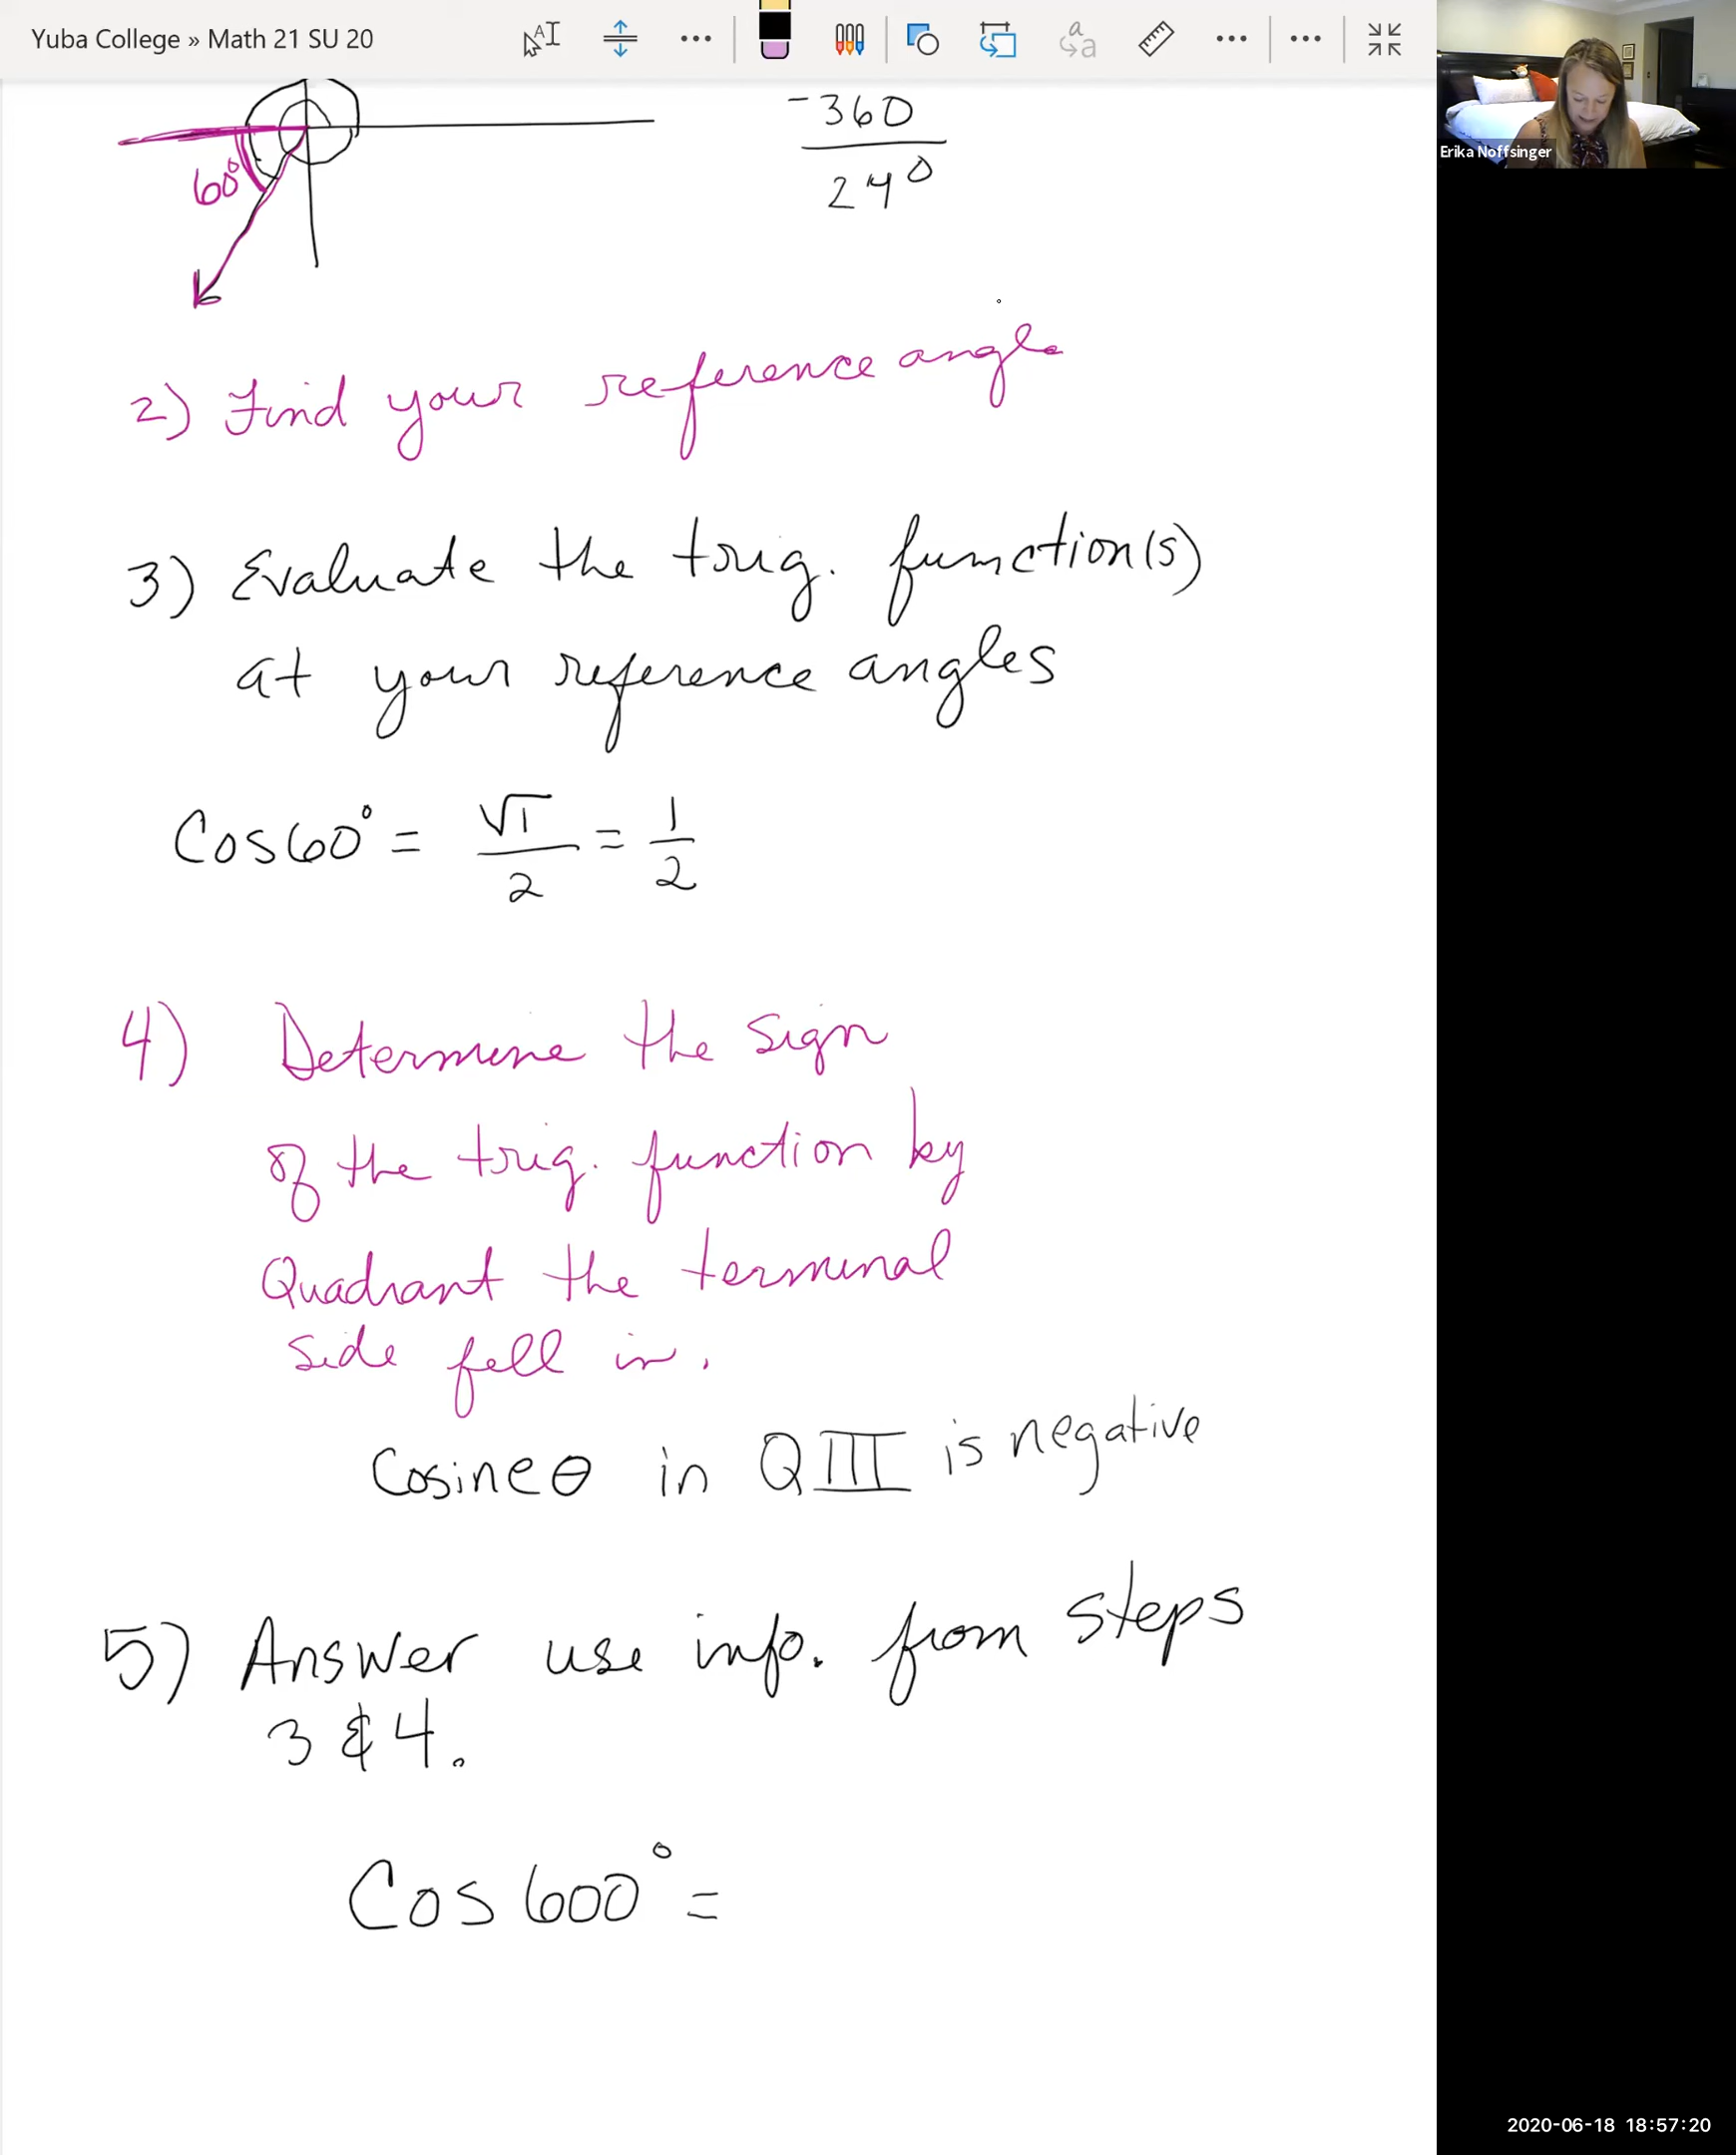 Yuba College » Math 21 SU 20
Erika Noffsinger
-360
240
60°
2) Find your reference angle
3) Evaluate the trig. function(s)
at your reference angles
Cos 60° = √1/2 = 1/2
4) Determine the sign
of the trig. function by
Quadrant the terminal
side fell in.
Cosine θ in QIII is negative
5) Answer use info. from steps
3 & 4.
Cos 600° =
2020-06-18 18:57:20